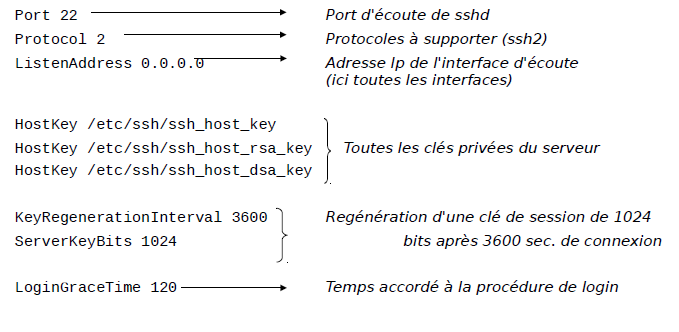 Port 22 Port d'écoute de sshd
Protocol 2 Protocoles à supporter (ssh2)
ListenAddress 0.0.0.0 Adresse Ip de l'interface d'écoute
(ici toutes les interfaces)
HostKey /etc/ssh/ssh_host_key
HostKey /etc/ssh/ssh_host_rsa_key Toutes les clés privées du serveur
HostKey /etc/ssh/ssh_host_dsa_key
KeyRegenerationInterval 3600 Regénération d'une clé de session de 1024
ServerKeyBits 1024 bits après 3600 sec. de connexion
LoginGraceTime 120 Temps accordé à la procédure de login